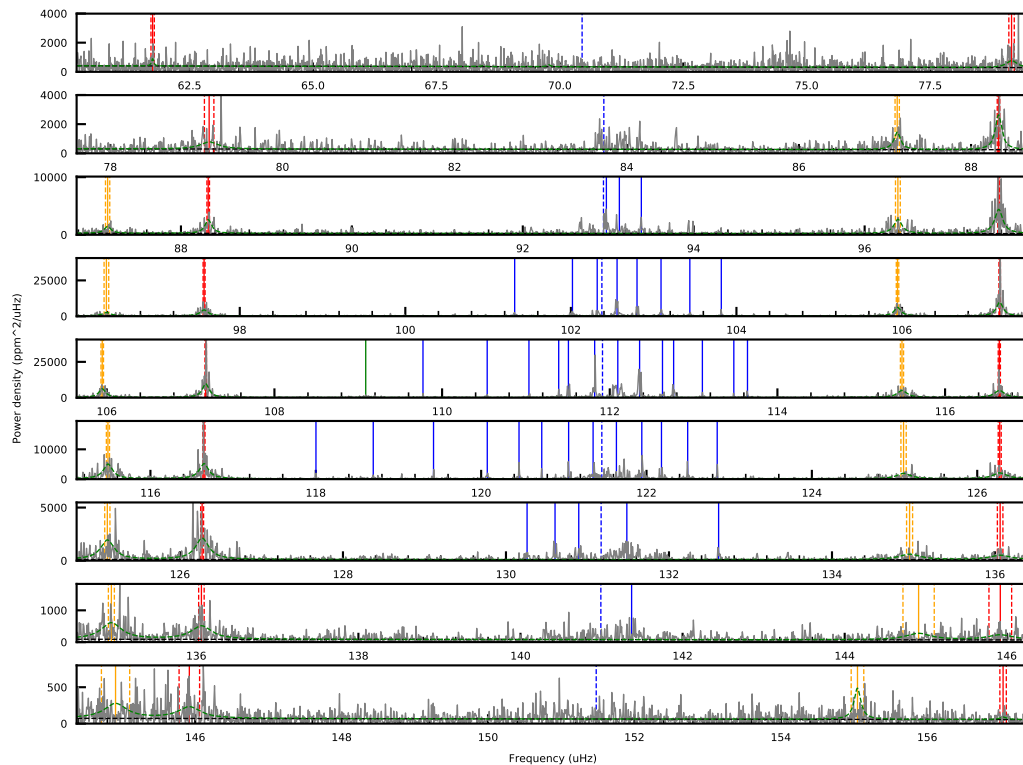 4000
2000
0
62.5 65.0 67.5 70.0 72.5 75.0 77.5
4000
2000
0
78 80 82 84 86 88
10000
0
88 90 92 94 96
25000
0
98 100 102 104 106
25000
0
106 108 110 112 114 116
10000
0
116 118 120 122 124 126
5000
0
126 128 130 132 134 136
1000
0
136 138 140 142 144 146
500
0
146 148 150 152 154 156
Power density (ppm^2/uHz)
Frequency (uHz)